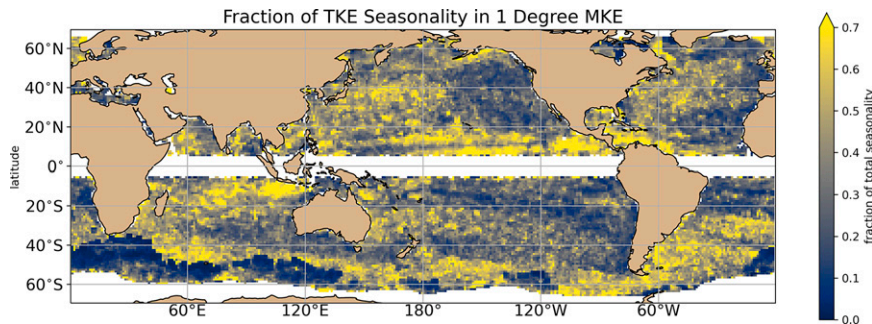 Fraction of TKE Seasonality in 1 Degree MKE
60°N
40°N
20°N
0°
20°S
40°S
60°S
latitude
60°E
120°E
180°
120°W
60°W
0.7
0.6
0.5
0.4
0.3
0.2
0.1
0.0
fraction of total seasonality